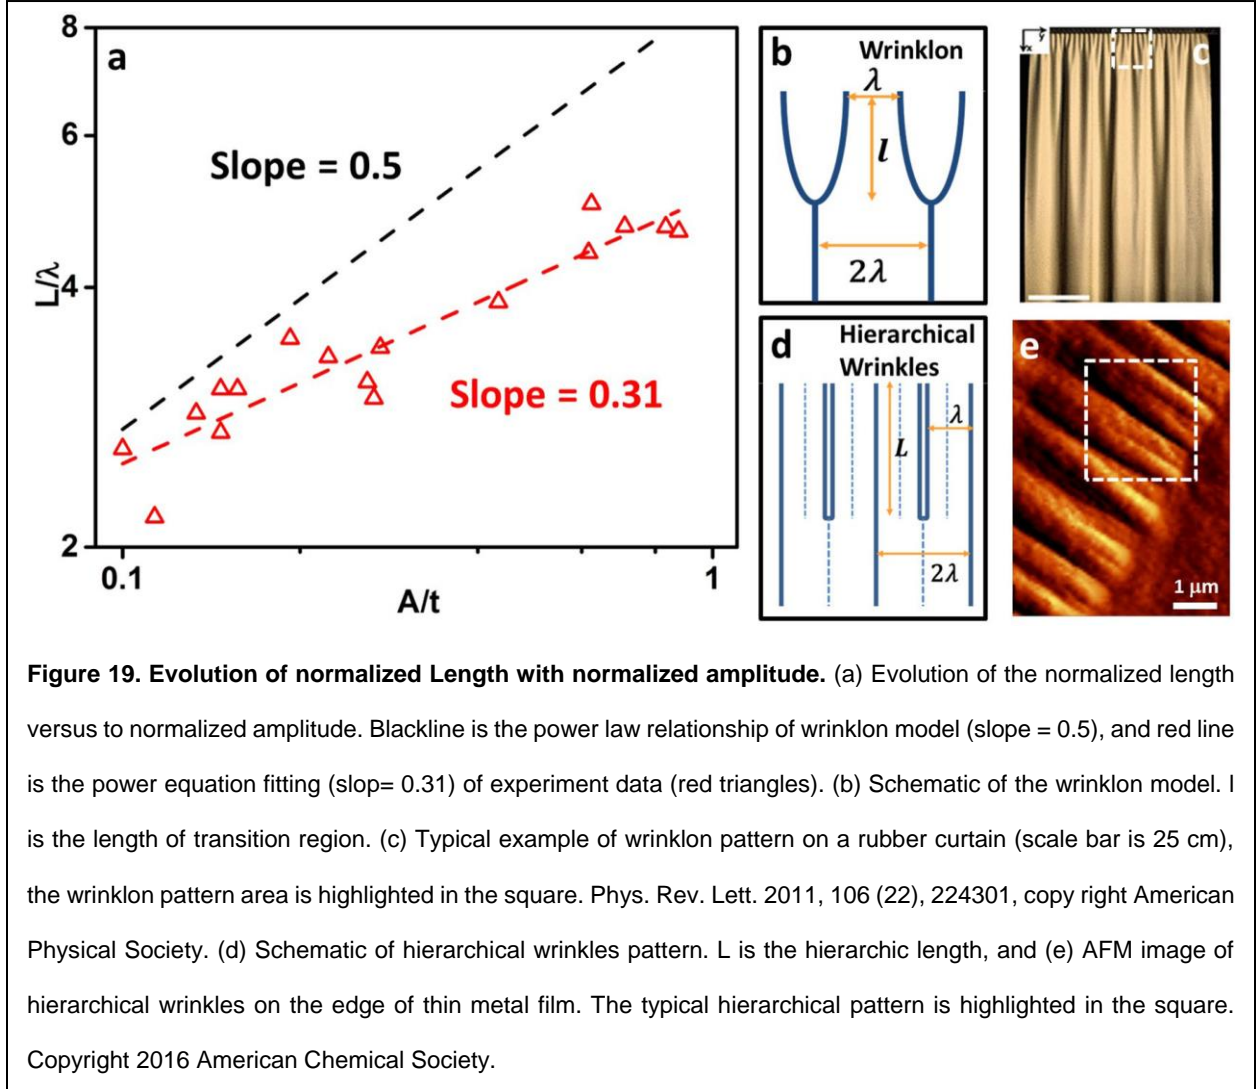 8
6
4
2
L/λ
a
Slope = 0.5
Slope = 0.31
0.1
1
A/t
b
Wrinklon
λ
l
2λ
y
x
c
d
Hierarchical
Wrinkles
λ
L
2λ
e
1 μm
Figure 19. Evolution of normalized Length with normalized amplitude. (a) Evolution of the normalized length
versus to normalized amplitude. Blackline is the power law relationship of wrinklon model (slope = 0.5), and red line
is the power equation fitting (slop= 0.31) of experiment data (red triangles). (b) Schematic of the wrinklon model. l
is the length of transition region. (c) Typical example of wrinklon pattern on a rubber curtain (scale bar is 25 cm),
the wrinklon pattern area is highlighted in the square. Phys. Rev. Lett. 2011, 106 (22), 224301, copy right American
Physical Society. (d) Schematic of hierarchical wrinkles pattern. L is the hierarchic length, and (e) AFM image of
hierarchical wrinkles on the edge of thin metal film. The typical hierarchical pattern is highlighted in the square.
Copyright 2016 American Chemical Society.